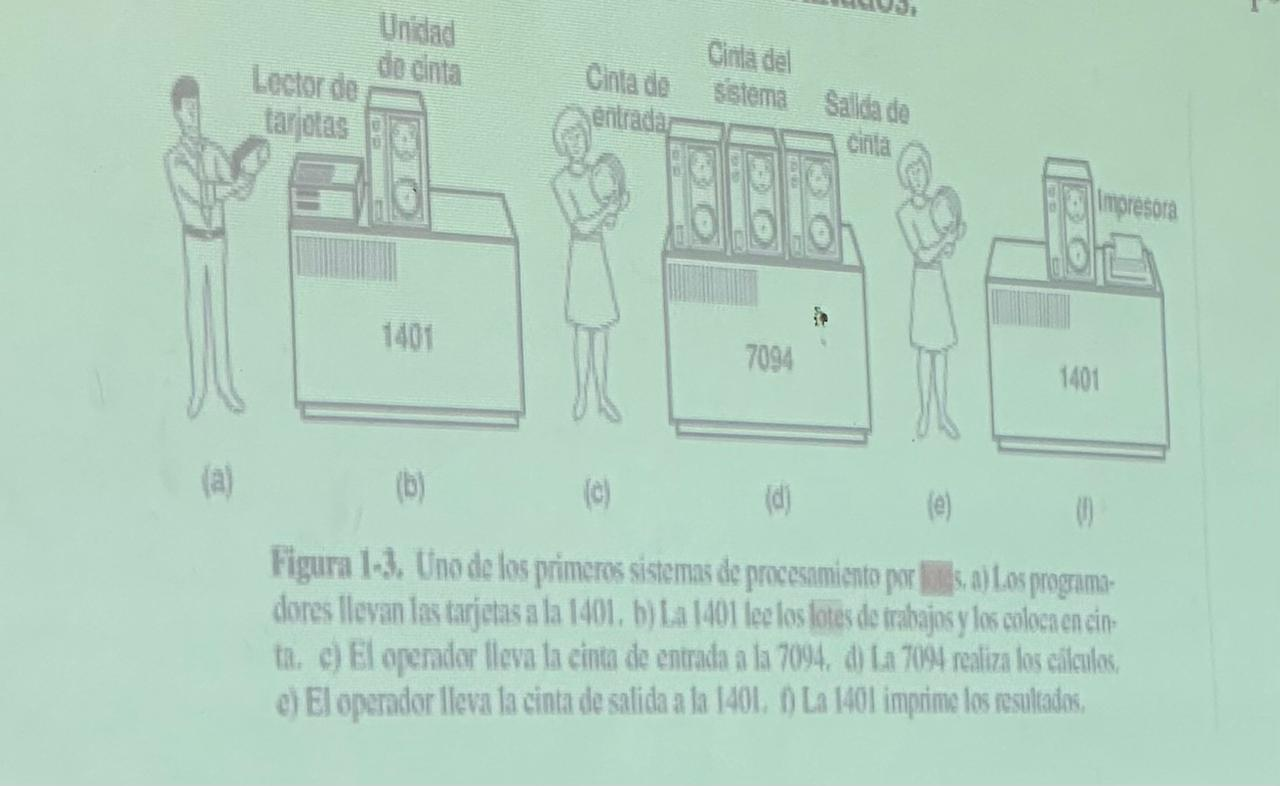 Unidad
de cinta
Lector de
tarjetas
Cinta de
entrada
Cinta del
sistema
Salida de
cinta
Impresora
1401
7094
1401
(a)
(b)
(c)
(d)
(e)
(f)
Figura 1-3. Uno de los primeros sistemas de procesamiento por lotes. a) Los programa-
dores llevan las tarjetas a la 1401. b) La 1401 lee los lotes de trabajos y los coloca en cin-
ta. c) El operador lleva la cinta de entrada a la 7094. d) La 7094 realiza los cálculos.
e) El operador lleva la cinta de salida a la 1401. f) La 1401 imprime los resultados.